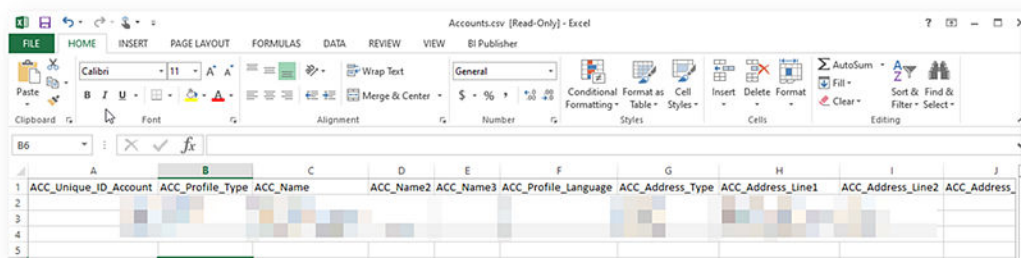 Accounts.csv [Read-Only] - Excel
FILE HOME INSERT PAGE LAYOUT FORMULAS DATA REVIEW VIEW BI Publisher
Paste
Clipboard
Calibri 11 A A
B I U A
Font
Wrap Text
Merge & Center
Alignment
General
$ % ,
Number
Conditional Formatting
Format as Table
Cell Styles
Styles
Insert Delete Format
Cells
AutoSum
Fill
Clear
Sort & Filter
Find & Select
Editing
B6 fx
A B C D E F G H I J
1 ACC_Unique_ID_Account ACC_Profile_Type ACC_Name ACC_Name2 ACC_Name3 ACC_Profile_Language ACC_Address_Type ACC_Address_Line1 ACC_Address_Line2 ACC_Address_
2
3
4
5